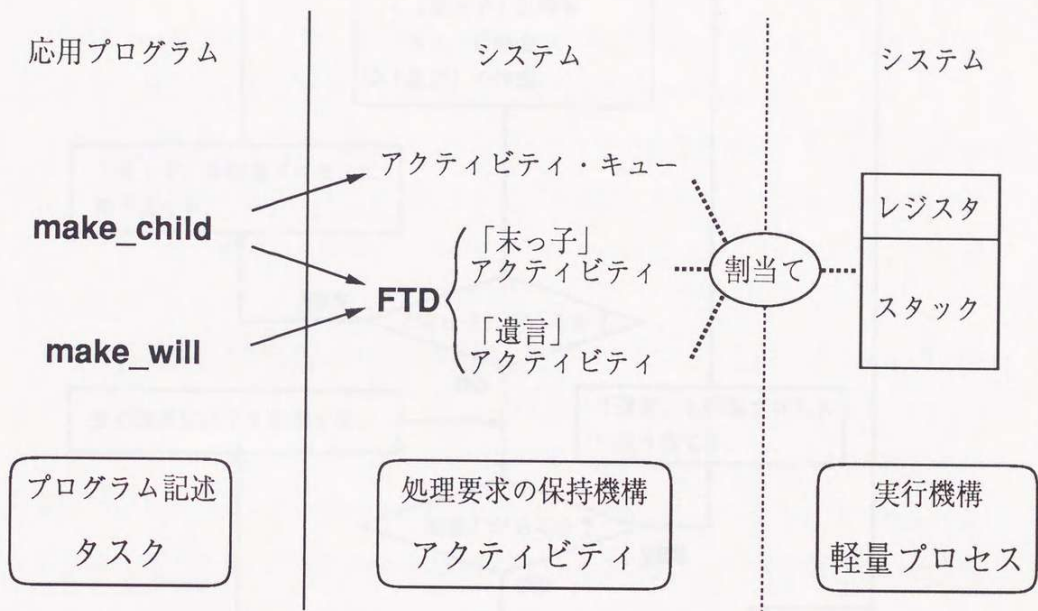 応用プログラム
システム
システム
アクティビティ・キュー
make_child
「末っ子」
アクティビティ
FTD
make_will
「遺言」
アクティビティ
割当て
レジスタ
スタック
プログラム記述
タスク
処理要求の保持機構
アクティビティ
実行機構
軽量プロセス